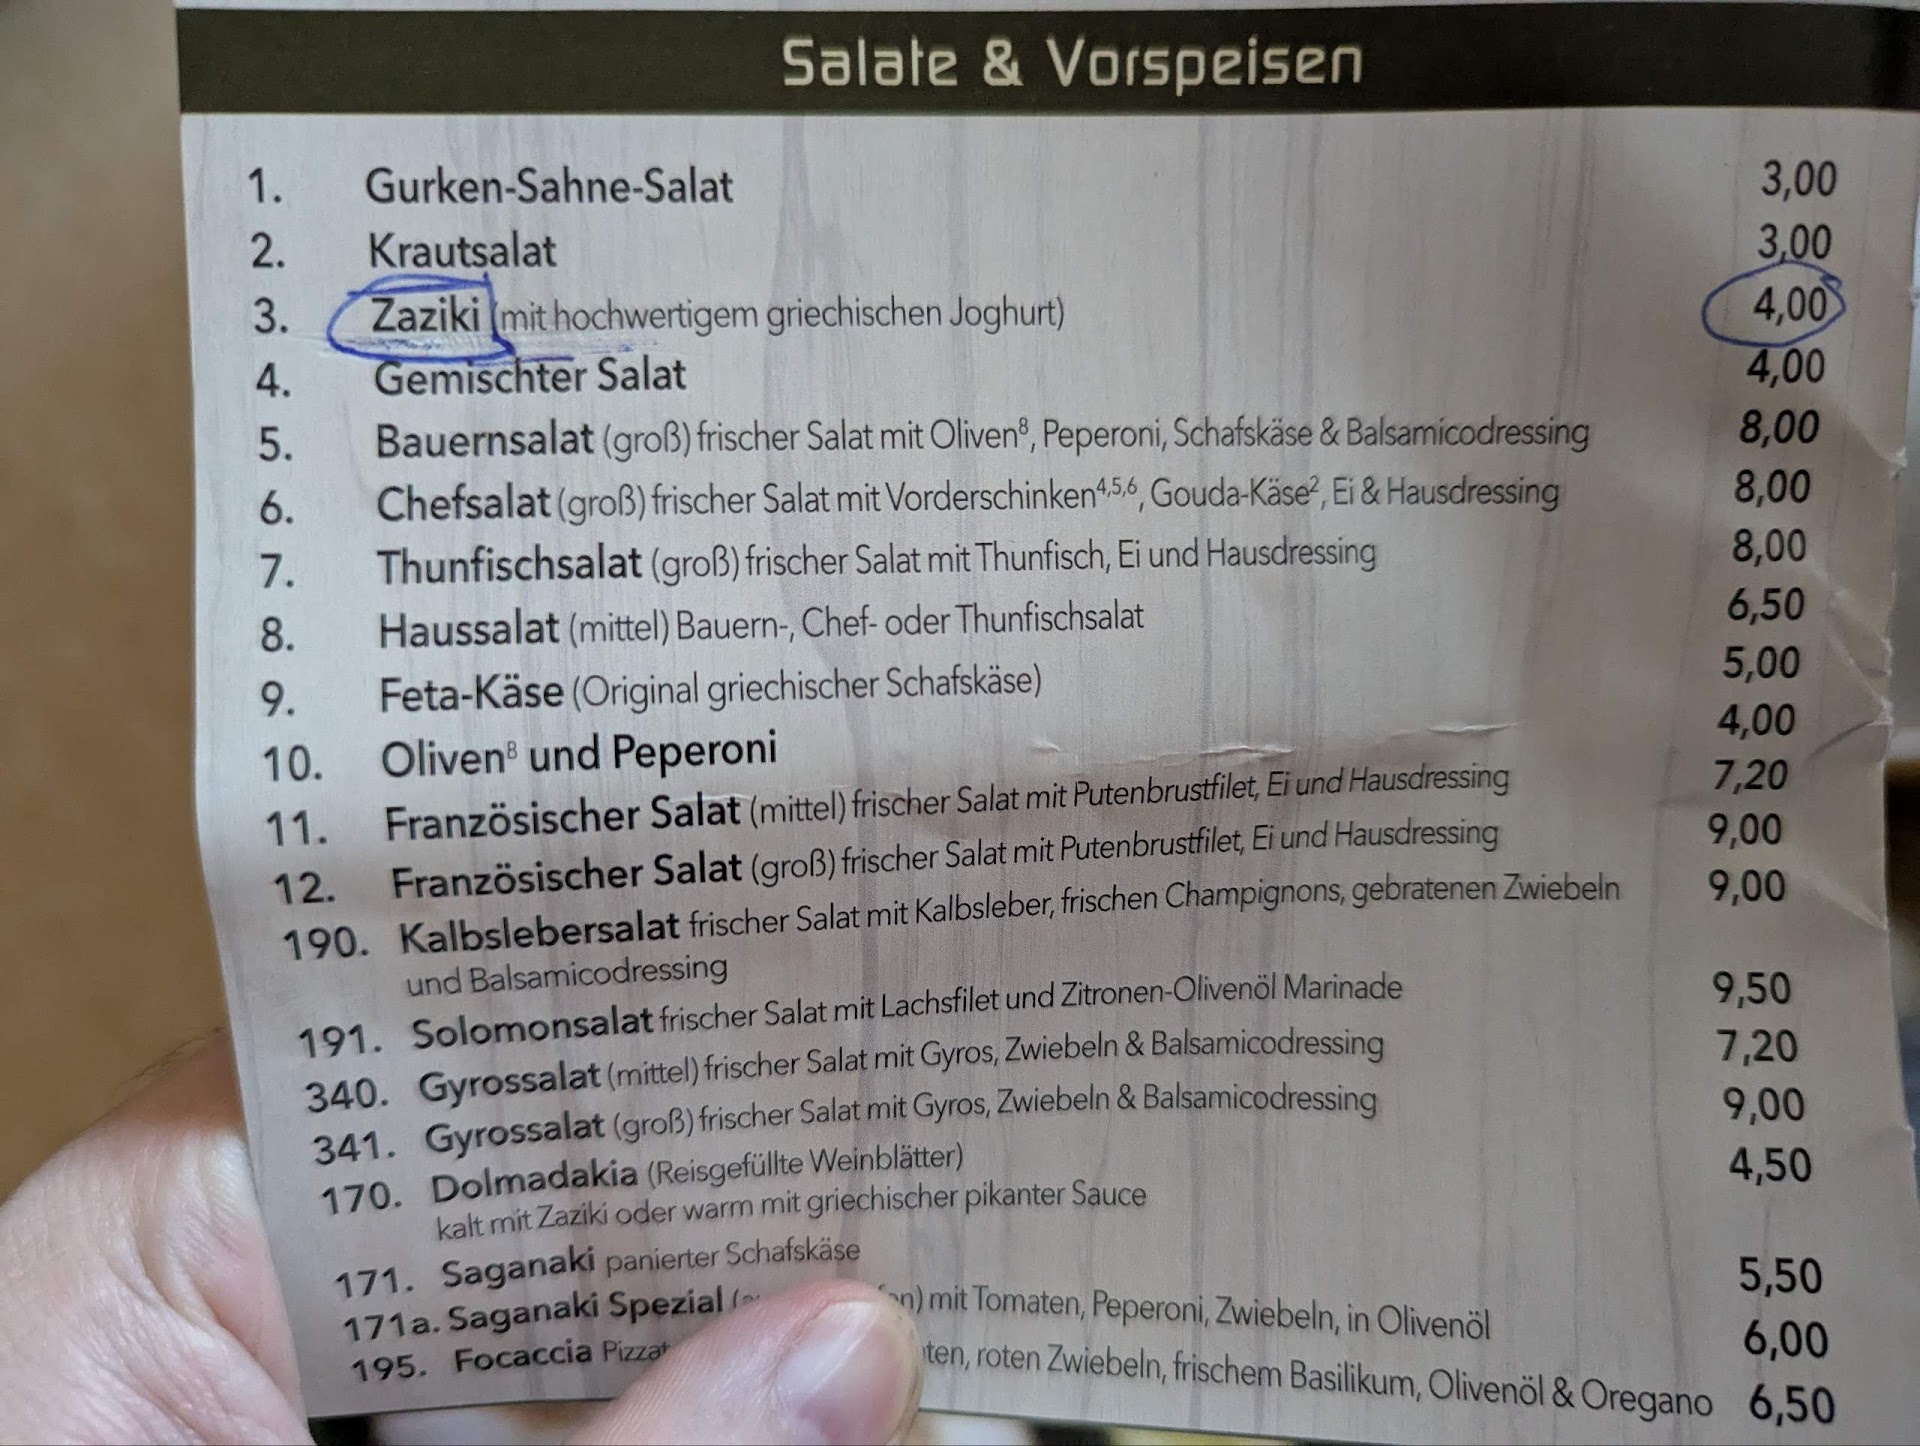 Salate & Vorspeisen
1. Gurken-Sahne-Salat 3,00
2. Krautsalat 3,00
3. Zaziki (mit hochwertigem griechischen Joghurt) 4,00
4. Gemischter Salat 4,00
5. Bauernsalat (groß) frischer Salat mit Oliven⁸, Peperoni, Schafskäse & Balsamicodressing 8,00
6. Chefsalat (groß) frischer Salat mit Vorderschinken⁴,⁵,⁶, Gouda-Käse², Ei & Hausdressing 8,00
7. Thunfischsalat (groß) frischer Salat mit Thunfisch, Ei und Hausdressing 8,00
8. Haussalat (mittel) Bauern-, Chef- oder Thunfischsalat 6,50
9. Feta-Käse (Original griechischer Schafskäse) 5,00
10. Oliven⁸ und Peperoni 4,00
11. Französischer Salat (mittel) frischer Salat mit Putenbrustfilet, Ei und Hausdressing 7,20
12. Französischer Salat (groß) frischer Salat mit Putenbrustfilet, Ei und Hausdressing 9,00
190. Kalbslebersalat frischer Salat mit Kalbsleber, frischen Champignons, gebratenen Zwiebeln 9,00
und Balsamicodressing
191. Solomonsalat frischer Salat mit Lachsfilet und Zitronen-Olivenöl Marinade 9,50
340. Gyrossalat (mittel) frischer Salat mit Gyros, Zwiebeln & Balsamicodressing 7,20
341. Gyrossalat (groß) frischer Salat mit Gyros, Zwiebeln & Balsamicodressing 9,00
170. Dolmadakia (Reisgefüllte Weinblätter) 4,50
kalt mit Zaziki oder warm mit griechischer pikanter Sauce
171. Saganaki panierter Schafskäse 5,50
171a. Saganaki Spezial mit Tomaten, Peperoni, Zwiebeln, in Olivenöl 6,00
195. Focaccia roten Zwiebeln, frischem Basilikum, Olivenöl & Oregano 6,50